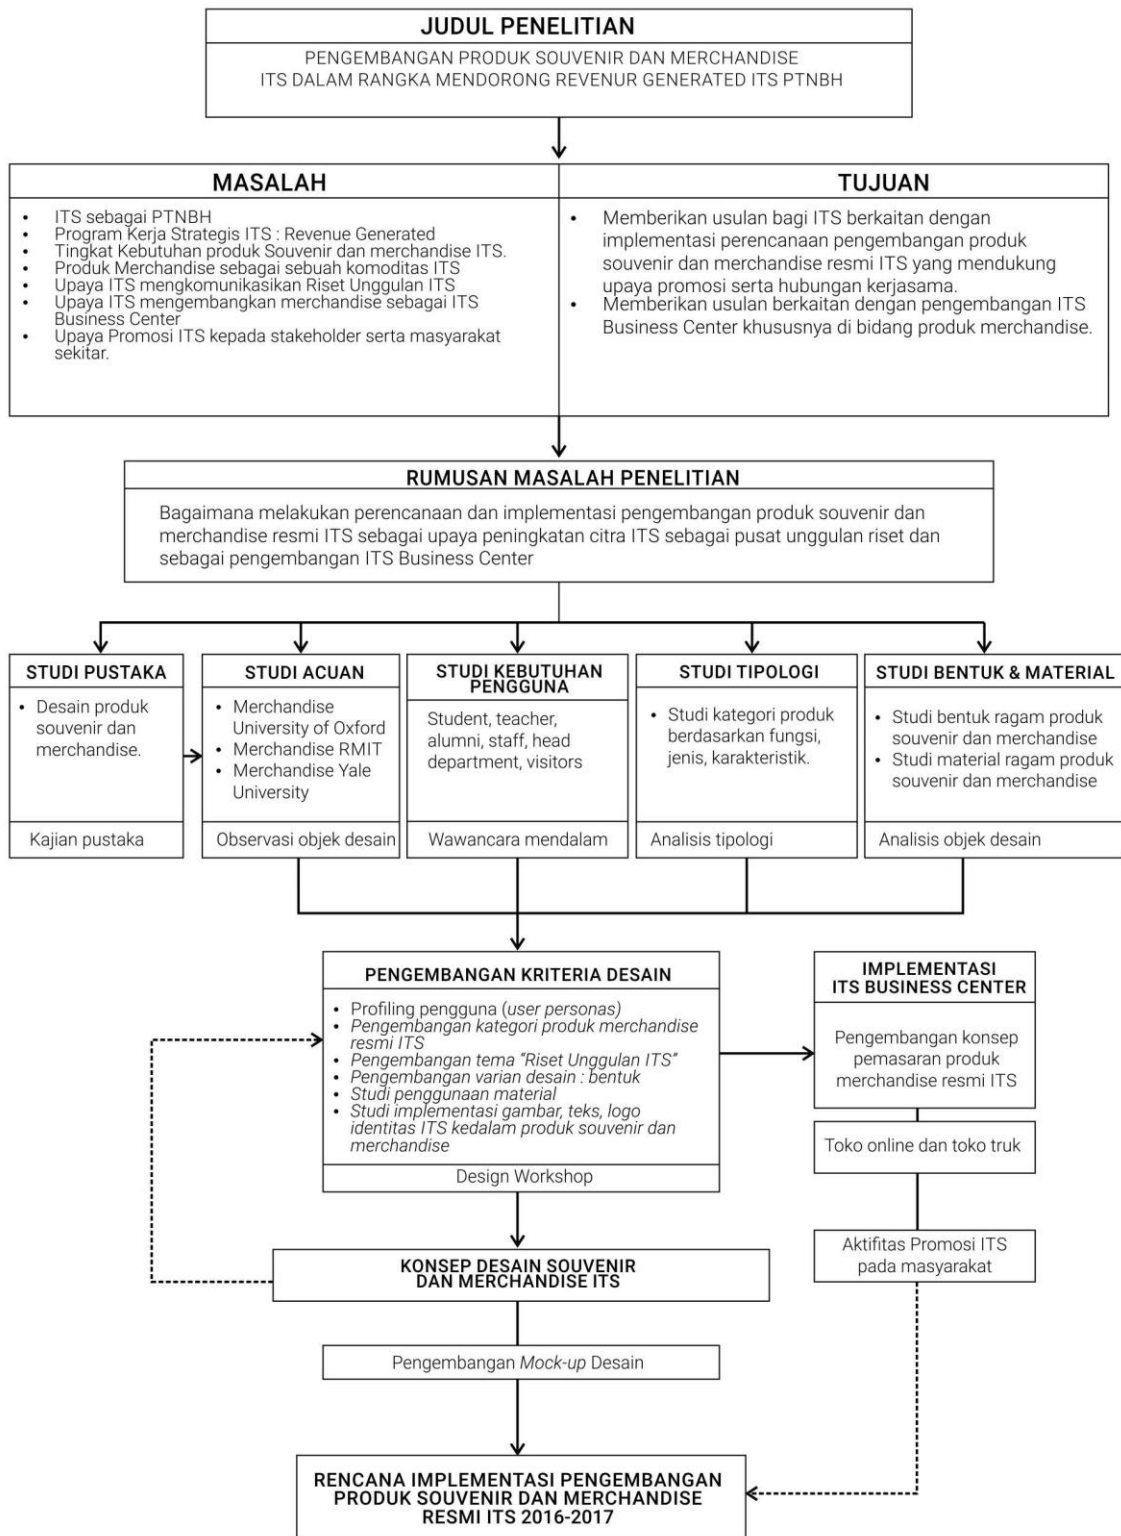 JUDUL PENELITIAN
PENGEMBANGAN PRODUK SOUVENIR DAN MERCHANDISE
ITS DALAM RANGKA MENDORONG REVENUR GENERATED ITS PTNBH
MASALAH
• ITS sebagai PTNBH
• Program Kerja Strategis ITS : Revenue Generated
• Tingkat Kebutuhan produk Souvenir dan merchandise ITS.
• Produk Merchandise sebagai sebuah komoditas ITS
• Upaya ITS mengkomunikasikan Riset Unggulan ITS
• Upaya ITS mengembangkan merchandise sebagai ITS
Business Center
• Upaya Promosi ITS kepada stakeholder serta masyarakat
sekitar.
TUJUAN
• Memberikan usulan bagi ITS berkaitan dengan
implementasi perencanaan pengembangan produk
souvenir dan merchandise resmi ITS yang mendukung
upaya promosi serta hubungan kerjasama.
• Memberikan usulan berkaitan dengan pengembangan ITS
Business Center khususnya di bidang produk merchandise.
RUMUSAN MASALAH PENELITIAN
Bagaimana melakukan perencanaan dan implementasi pengembangan produk souvenir dan
merchandise resmi ITS sebagai upaya peningkatan citra ITS sebagai pusat unggulan riset dan
sebagai pengembangan ITS Business Center
STUDI PUSTAKA
• Desain produk
souvenir dan
merchandise.
Kajian pustaka
STUDI ACUAN
• Merchandise
University of Oxford
• Merchandise RMIT
• Merchandise Yale
University
Observasi objek desain
STUDI KEBUTUHAN
PENGGUNA
Student, teacher,
alumni, staff, head
department, visitors
Wawancara mendalam
STUDI TIPOLOGI
• Studi kategori produk
berdasarkan fungsi,
jenis, karakteristik.
Analisis tipologi
STUDI BENTUK & MATERIAL
• Studi bentuk ragam produk
souvenir dan merchandise
• Studi material ragam produk
souvenir dan merchandise
Analisis objek desain
PENGEMBANGAN KRITERIA DESAIN
• Profiling pengguna (user personas)
• Pengembangan kategori produk merchandise
resmi ITS
• Pengembangan tema "Riset Unggulan ITS"
• Pengembangan varian desain : bentuk
• Studi penggunaan material
• Studi implementasi gambar, teks, logo
identitas ITS kedalam produk souvenir dan
merchandise
Design Workshop
IMPLEMENTASI
ITS BUSINESS CENTER
Pengembangan konsep
pemasaran produk
merchandise resmi ITS
Toko online dan toko truk
Aktifitas Promosi ITS
pada masyarakat
KONSEP DESAIN SOUVENIR
DAN MERCHANDISE ITS
Pengembangan Mock-up Desain
RENCANA IMPLEMENTASI PENGEMBANGAN
PRODUK SOUVENIR DAN MERCHANDISE
RESMI ITS 2016-2017